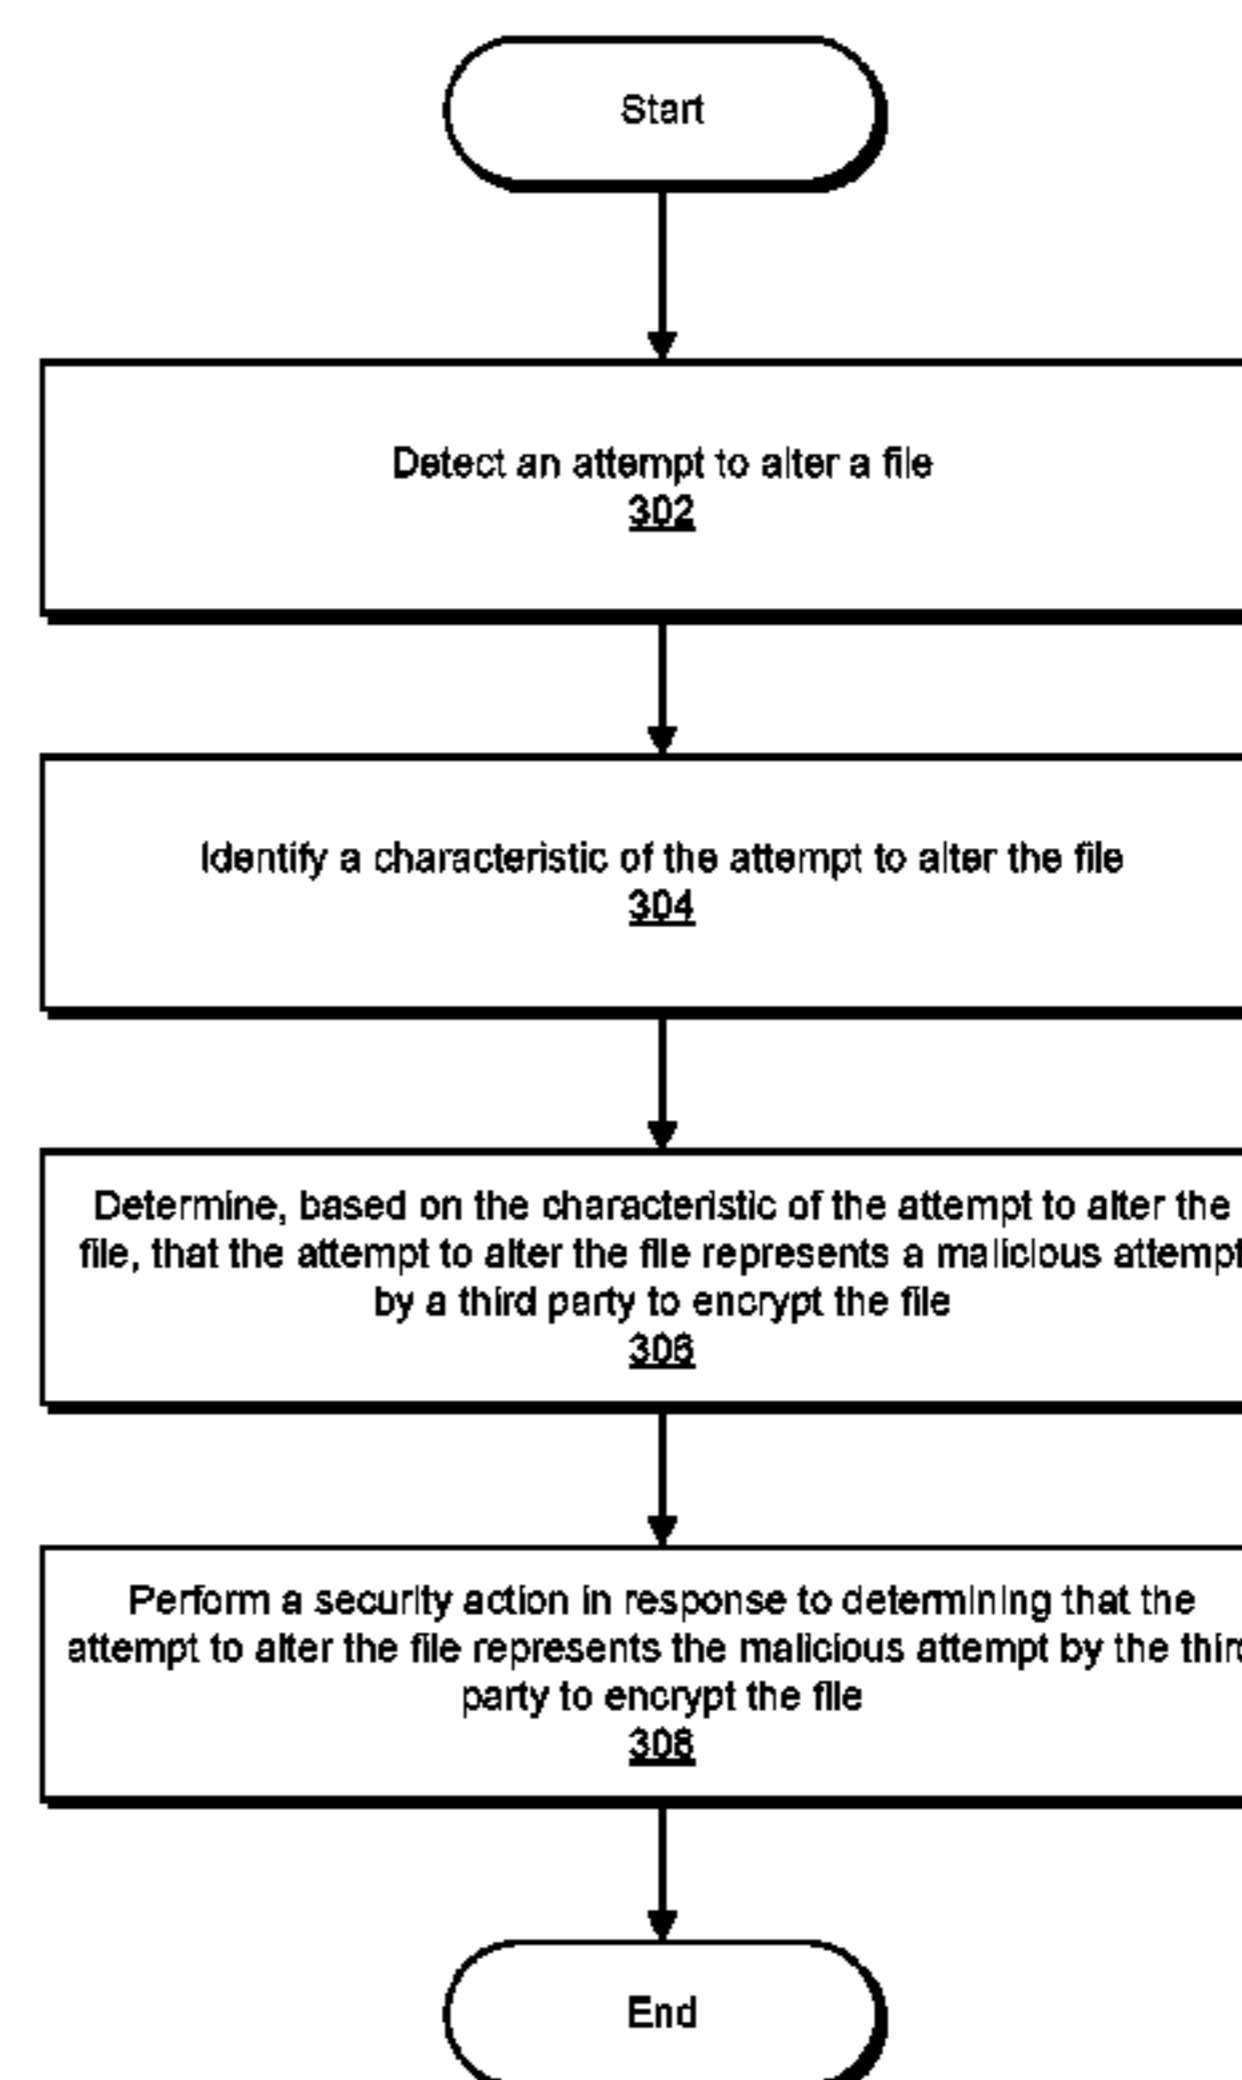 Start
Detect an attempt to alter a file
302
Identify a characteristic of the attempt to alter the file
304
Determine, based on the characteristic of the attempt to alter the
file, that the attempt to alter the file represents a malicious attempt
by a third party to encrypt the file
306
Perform a security action in response to determining that the
attempt to alter the file represents the malicious attempt by the third
party to encrypt the file
308
End